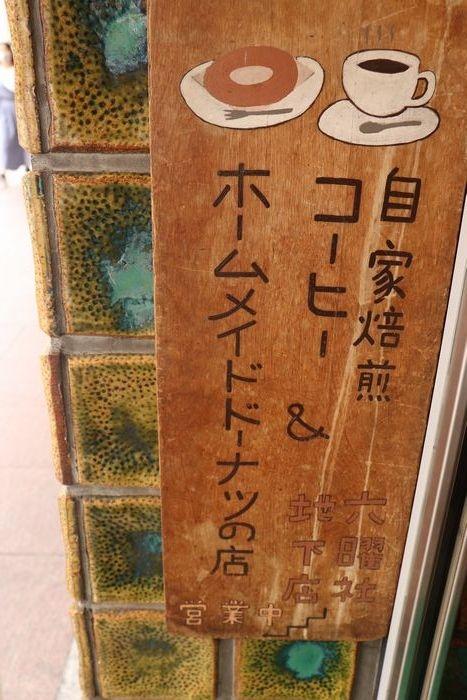 自家焙煎
コーヒー
&
ホームメイドドーナツの店
六曜社
地下店
営業中